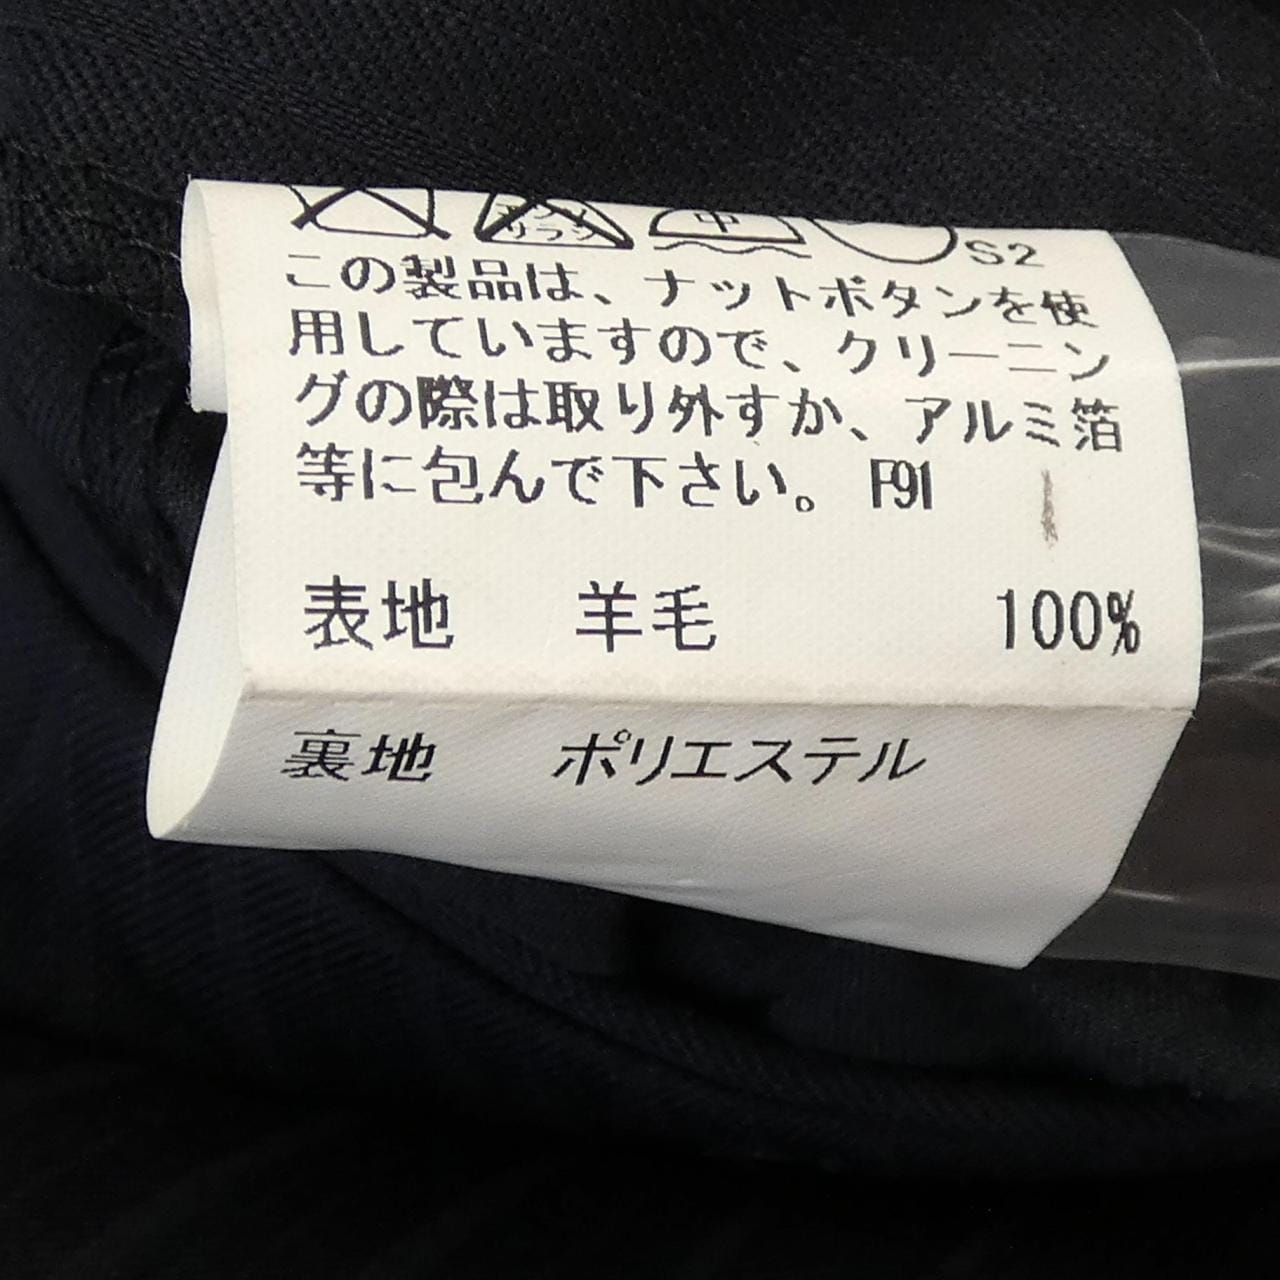 中 S2
この製品は、ナットボタンを使
用していますので、クリーニン
グの際は取り外すか、アルミ箔
等に包んで下さい。 F91
表地 羊毛 100%
裏地 ポリエステル